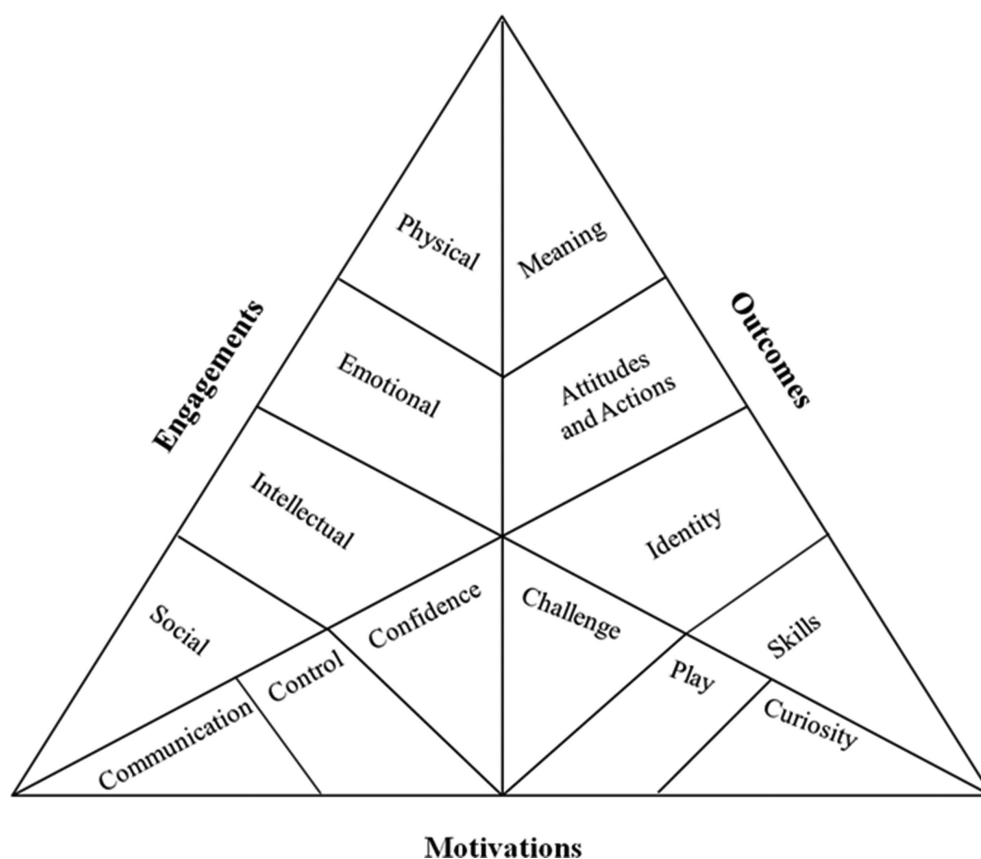 Physical
Meaning
Engagements
Outcomes
Emotional
Attitudes
and Actions
Intellectual
Identity
Social
Confidence
Challenge
Skills
Control
Play
Communication
Curiosity
Motivations